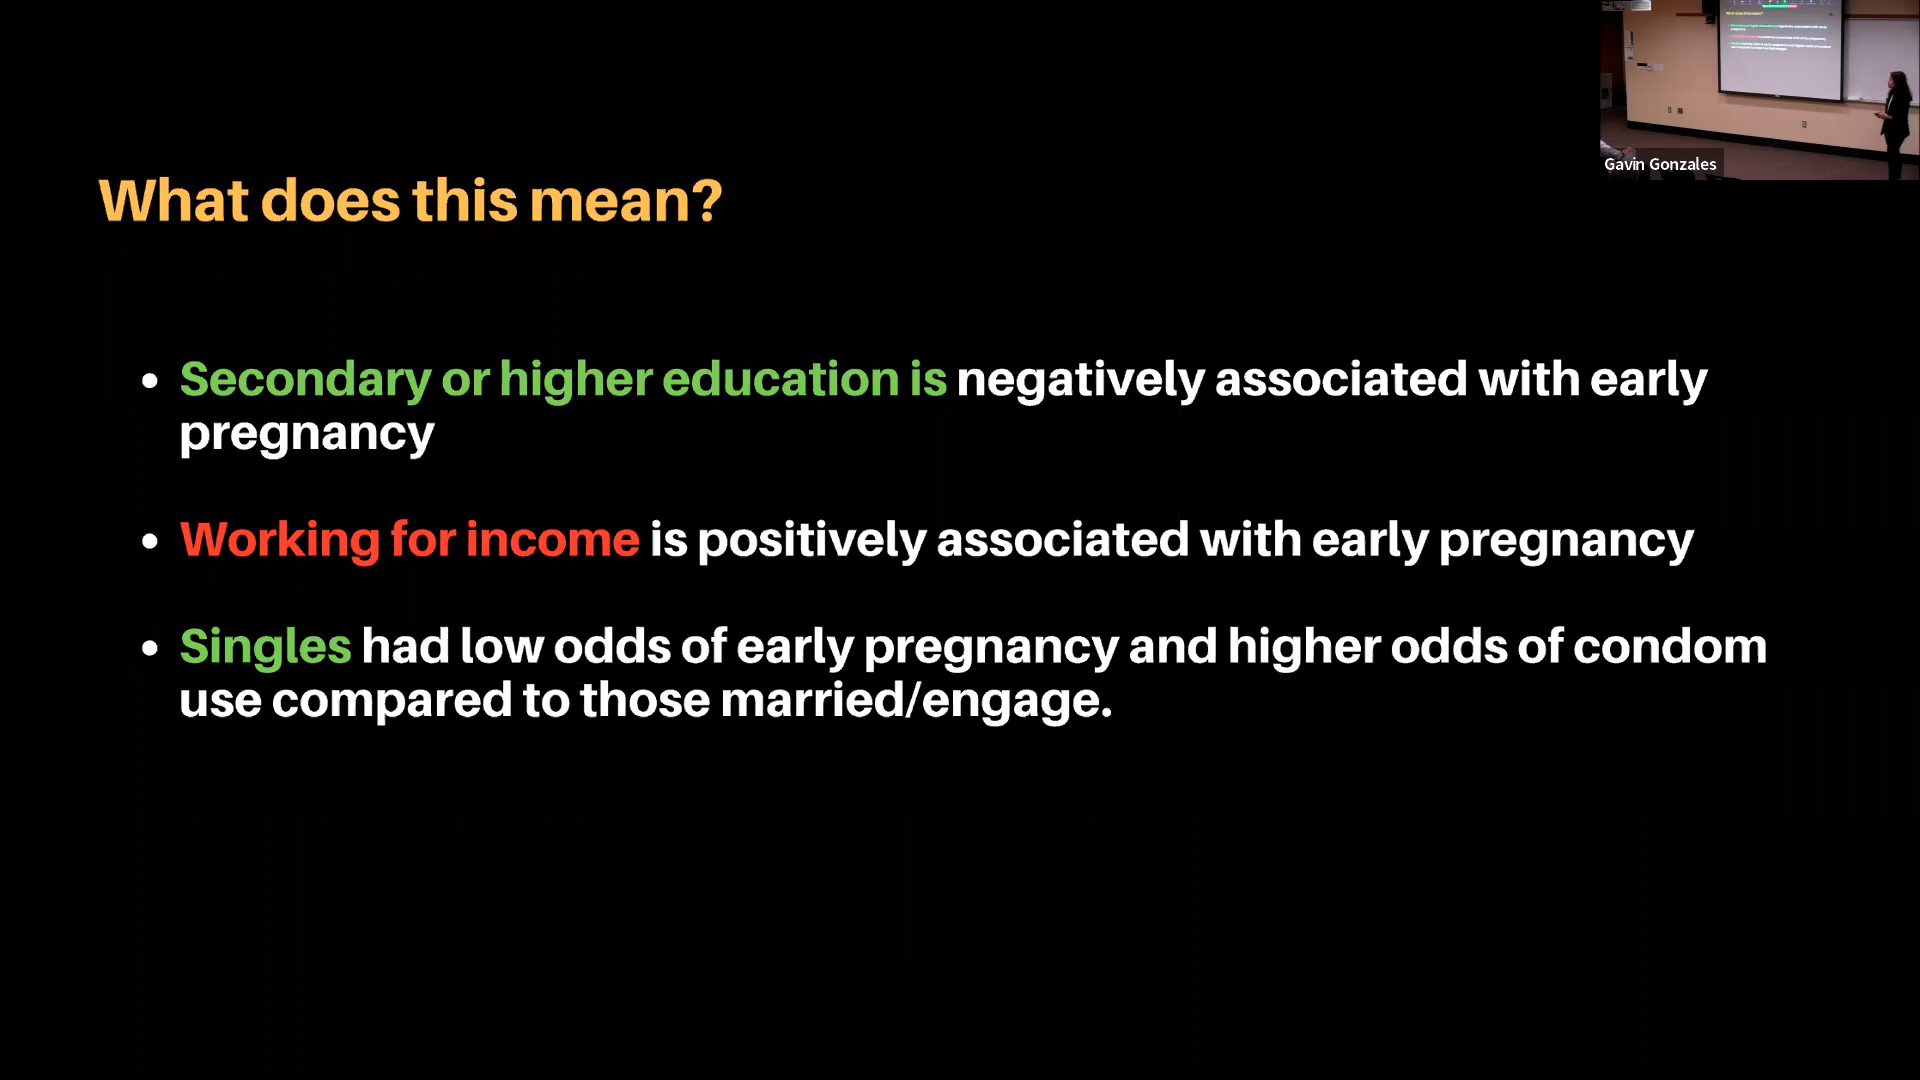 Gavin Gonzales
What does this mean?
• Secondary or higher education is negatively associated with early
pregnancy
• Working for income is positively associated with early pregnancy
• Singles had low odds of early pregnancy and higher odds of condom
use compared to those married/engage.